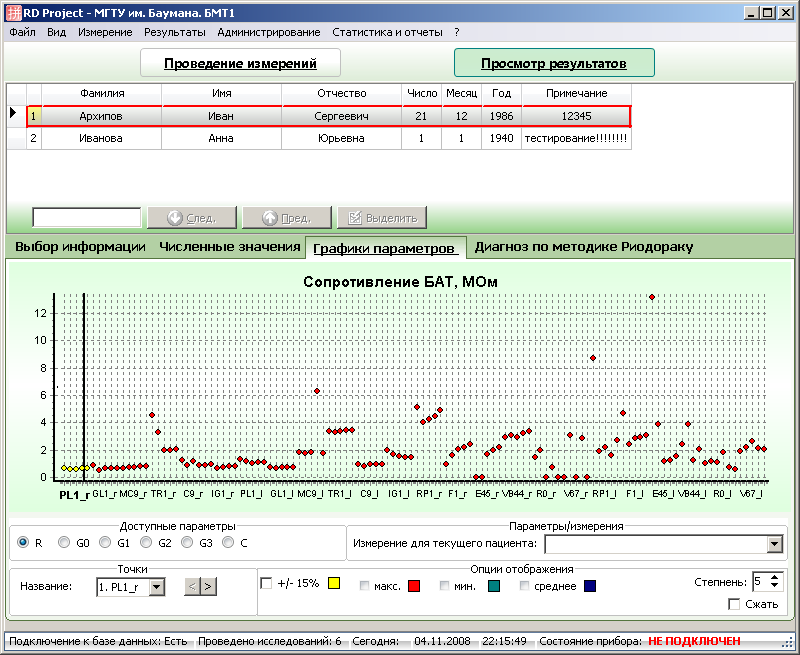 RD Project - МГТУ им. Баумана. БМТ1
Файл Вид Измерение Результаты Администрирование Статистика и отчеты ?
Проведение измерений Просмотр результатов
Фамилия Имя Отчество Число Месяц Год Примечание
1 Архипов Иван Сергеевич 21 12 1986 12345
2 Иванова Анна Юрьевна 1 1 1940 тестирование!!!!!!!!
След. Пред. Выделить
Выбор информации Численные значения Графики параметров Диагноз по методике Риодораку
Сопротивление БАТ, МОм
12
10
8
6
4
2
0
PL1_r GL1_r MC9_r TR1_r C9_r IG1_r PL1_l GL1_l MC9_l TR1_l C9_l IG1_l RP1_r F1_r E45_r VB44_r R0_r V67_r RP1_l F1_l E45_l VB44_l R0_l V67_l
Доступные параметры Параметры/измерения
R G0 G1 G2 G3 C Измерение для текущего пациента:
Точки Опции отображения
Название: 1. PL1_r < > +/- 15% макс. мин. среднее Степень: 5
Сжать
Подключение к базе данных: Есть Проведено исследований: 6 Сегодня: 04.11.2008 22:15:49 Состояние прибора: НЕ ПОДКЛЮЧЕН